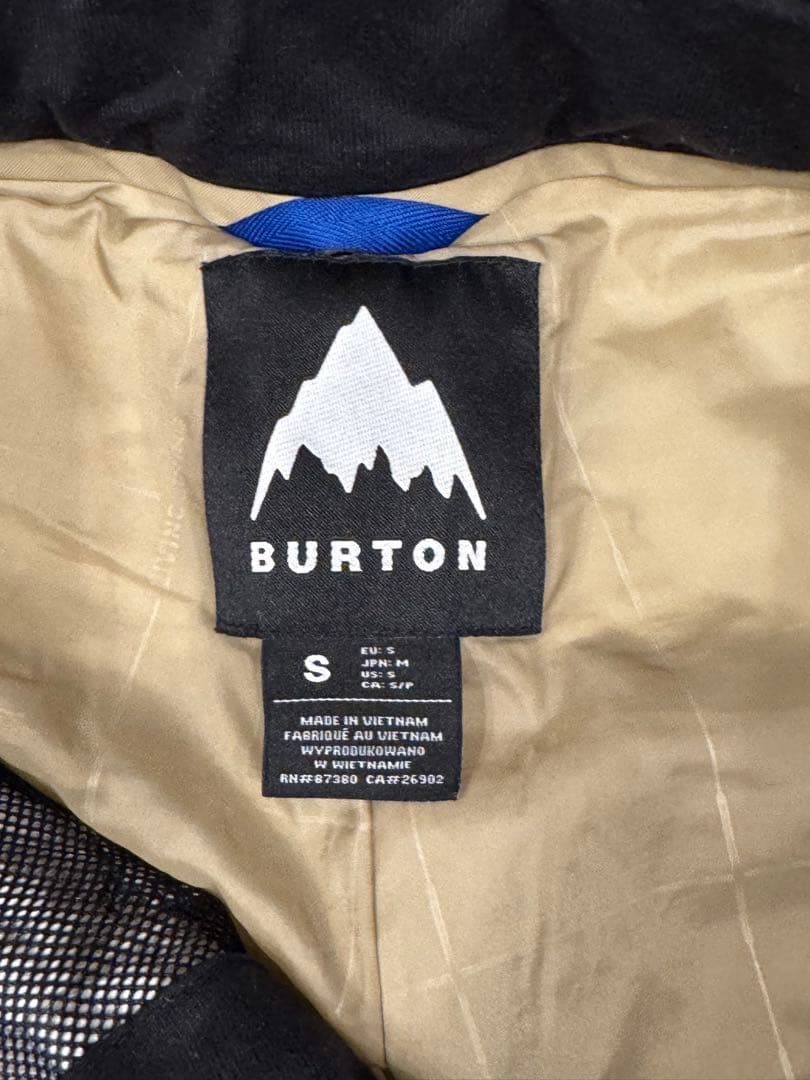 BURTON
S
EU: S
JPN: M
US: S
CA: S/P
MADE IN VIETNAM
FABRIQUÉ AU VIETNAM
WYPRODUKOWANO
W WIETNAMIE
RN#87380 CA#26902